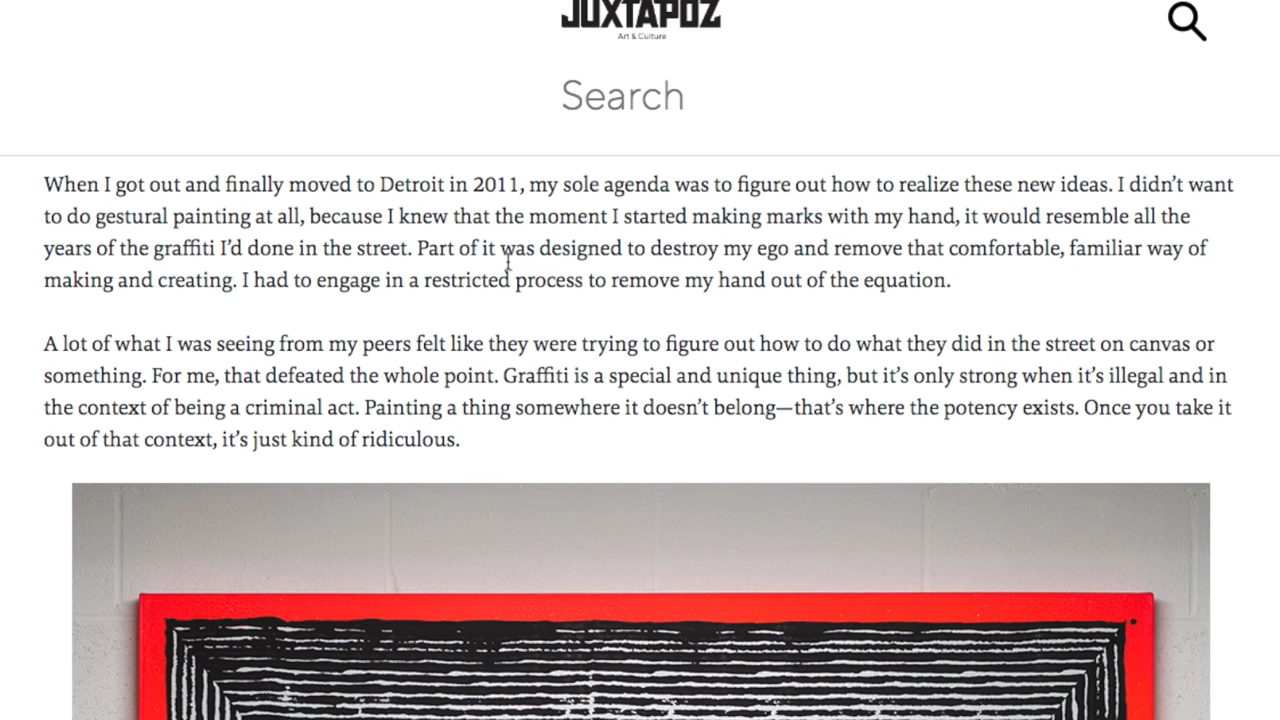 JUXTAPOZ
Art & Culture
Search
When I got out and finally moved to Detroit in 2011, my sole agenda was to figure out how to realize these new ideas. I didn’t want
to do gestural painting at all, because I knew that the moment I started making marks with my hand, it would resemble all the
years of the graffiti I’d done in the street. Part of it was designed to destroy my ego and remove that comfortable, familiar way of
making and creating. I had to engage in a restricted process to remove my hand out of the equation.
A lot of what I was seeing from my peers felt like they were trying to figure out how to do what they did in the street on canvas or
something. For me, that defeated the whole point. Graffiti is a special and unique thing, but it’s only strong when it’s illegal and in
the context of being a criminal act. Painting a thing somewhere it doesn’t belong—that’s where the potency exists. Once you take it
out of that context, it’s just kind of ridiculous.